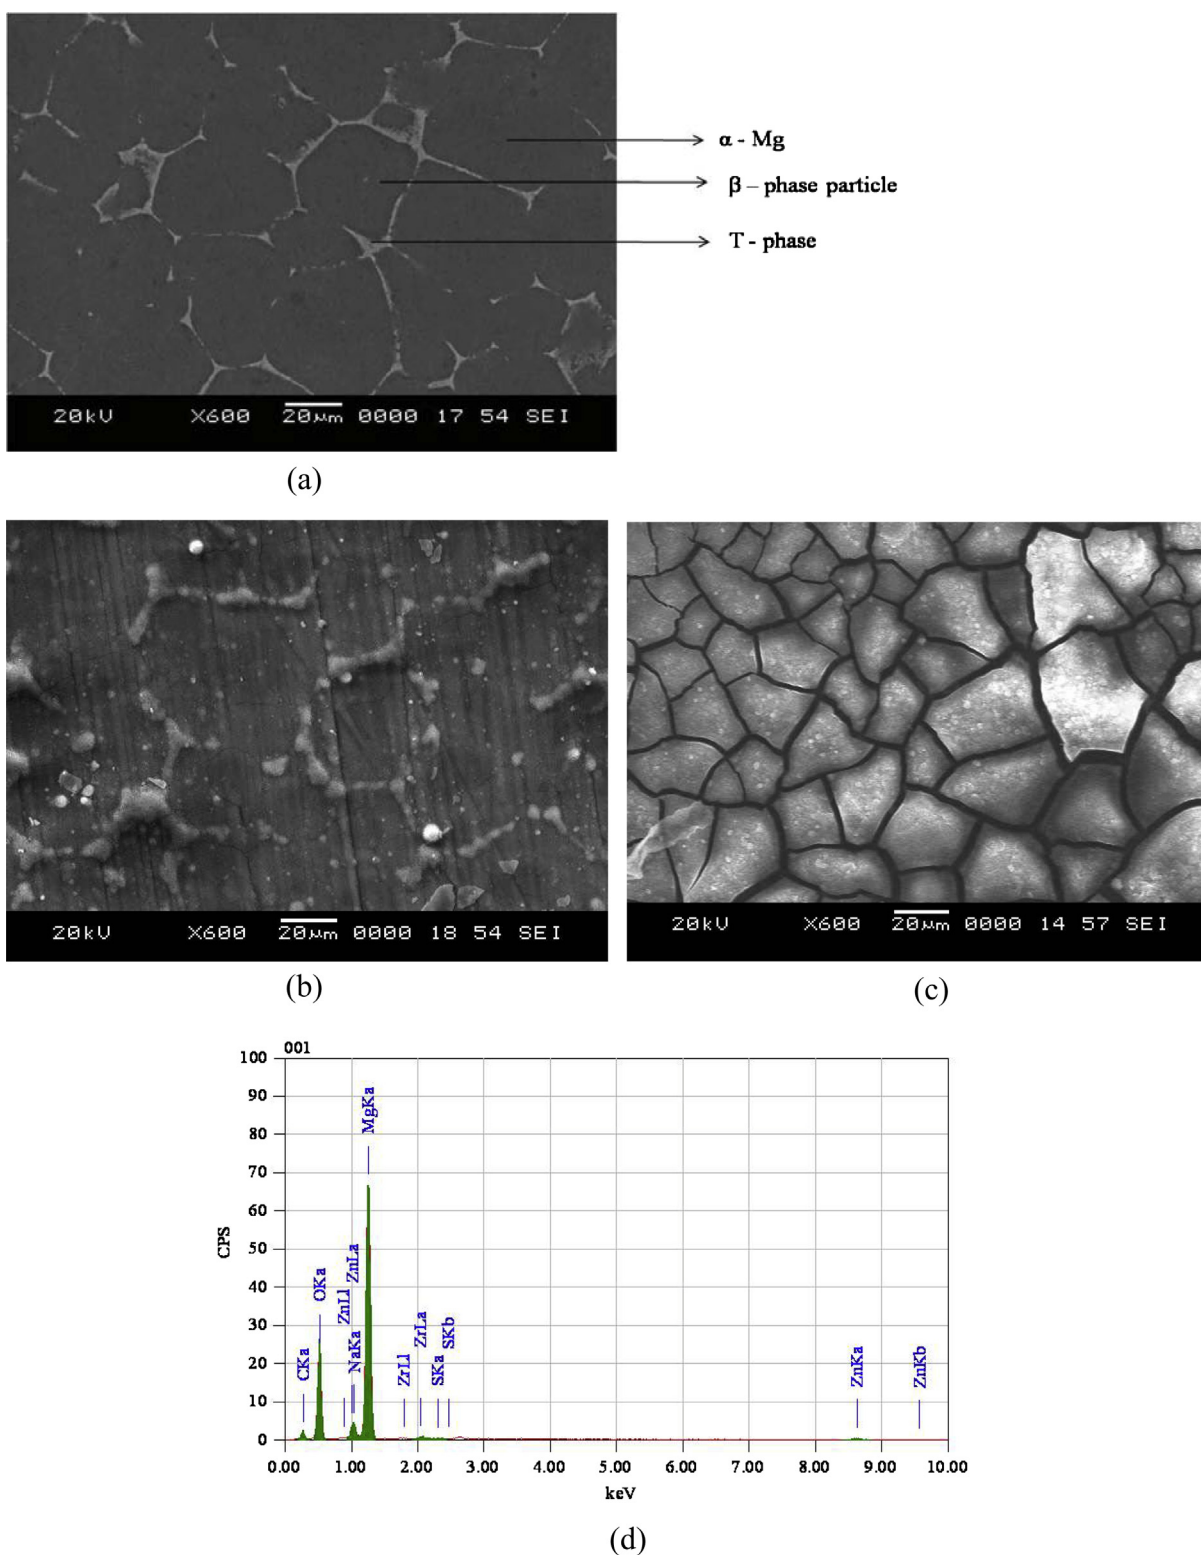 α - Mg
β – phase particle
T - phase
20kV X600 20µm 0000 17 54 SEI
(a)
20kV X600 20µm 0000 18 54 SEI
20kV X600 20µm 0000 14 57 SEI
(b)
(c)
001
100
90
80
70
60
50
40
30
20
10
0
CPS
CKa
OKa
ZnLl
ZnLa
NaKa
MgKa
ZrLl
ZrLa
SKa
SKb
ZnKa
ZnKb
0.00 1.00 2.00 3.00 4.00 5.00 6.00 7.00 8.00 9.00 10.00
keV
(d)